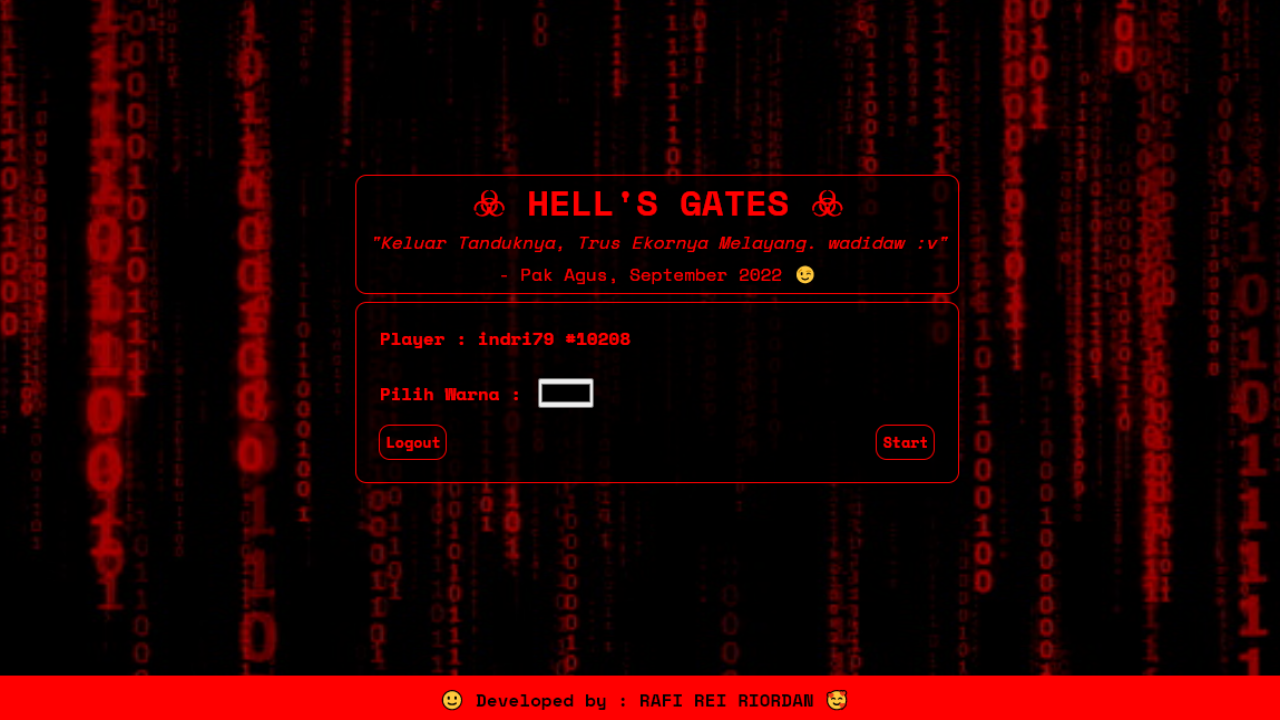 ☣ HELL'S GATES ☣
"Keluar Tanduknya, Trus Ekornya Melayang. wadidaw :v"
- Pak Agus, September 2022 😉
Player : indri79 #10208
Pilih Warna :
Logout
Start
🙂 Developed by : RAFI REI RIORDAN 🥰